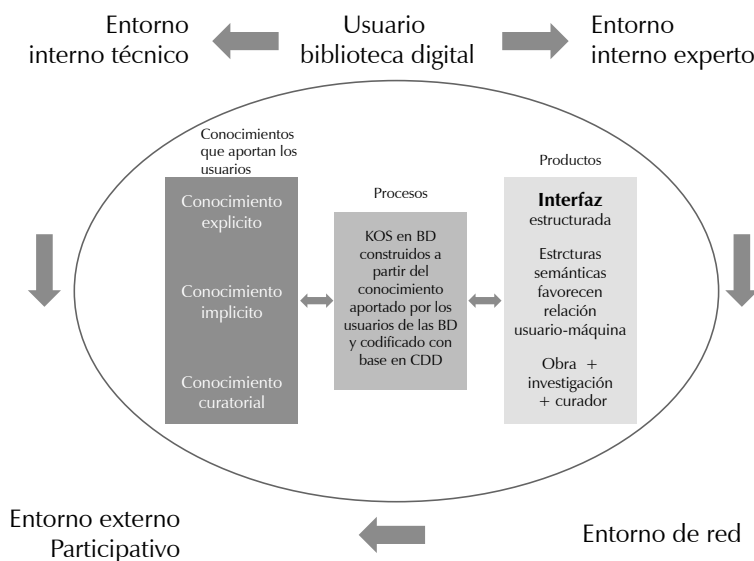 Entorno
interno técnico
Usuario
biblioteca digital
Entorno
interno experto
Conocimientos
que aportan los
usuarios
Conocimiento
explícito
Conocimiento
implícito
Conocimiento
curatorial
Procesos
KOS en BD
construidos a
partir del
conocimiento
aportado por los
usuarios de las BD
y codificado con
base en CDD
Productos
Interfaz
estructurada
Estrcturas
semánticas
favorecen
relación
usuario-máquina
Obra +
investigación
+ curador
Entorno externo
Participativo
Entorno de red